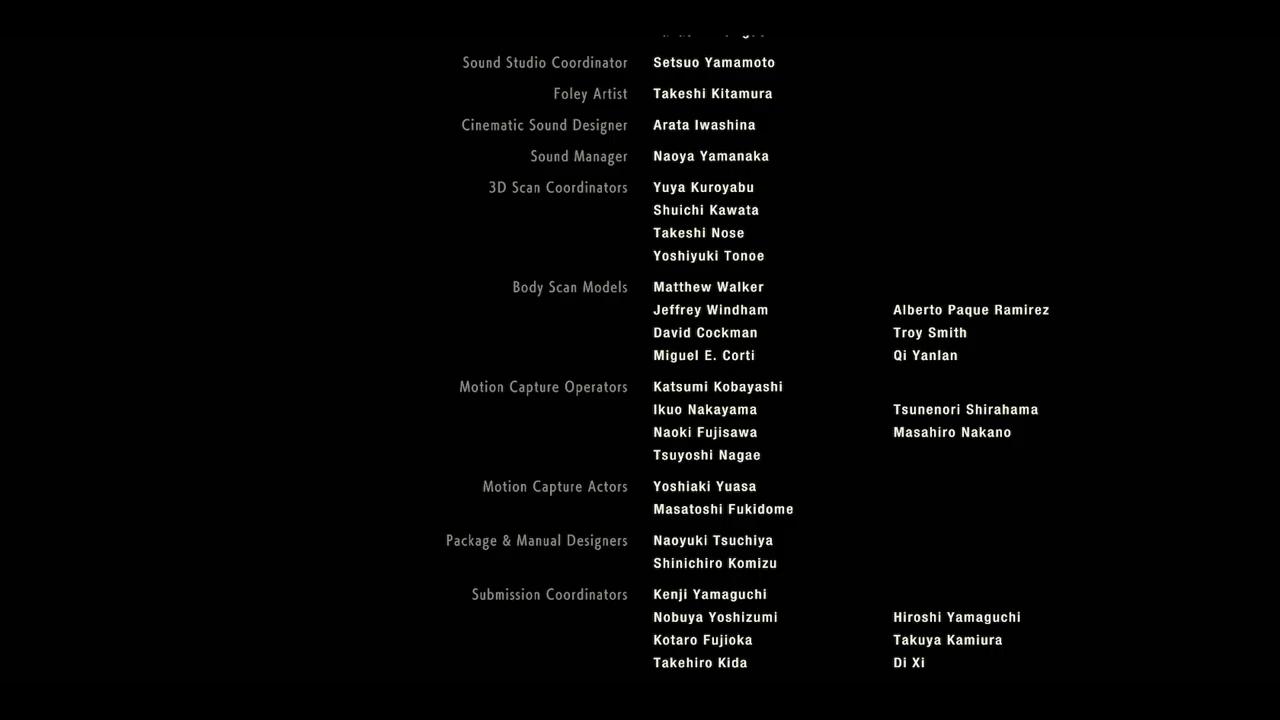 Sound Studio Coordinator Setsuo Yamamoto
Foley Artist Takeshi Kitamura
Cinematic Sound Designer Arata Iwashina
Sound Manager Naoya Yamanaka
3D Scan Coordinators Yuya Kuroyabu
Shuichi Kawata
Takeshi Nose
Yoshiyuki Tonoe
Body Scan Models Matthew Walker
Jeffrey Windham Alberto Paque Ramirez
David Cockman Troy Smith
Miguel E. Corti Qi Yanlan
Motion Capture Operators Katsumi Kobayashi
Ikuo Nakayama Tsunenori Shirahama
Naoki Fujisawa Masahiro Nakano
Tsuyoshi Nagae
Motion Capture Actors Yoshiaki Yuasa
Masatoshi Fukidome
Package & Manual Designers Naoyuki Tsuchiya
Shinichiro Komizu
Submission Coordinators Kenji Yamaguchi
Nobuya Yoshizumi Hiroshi Yamaguchi
Kotaro Fujioka Takuya Kamiura
Takehiro Kida Di Xi